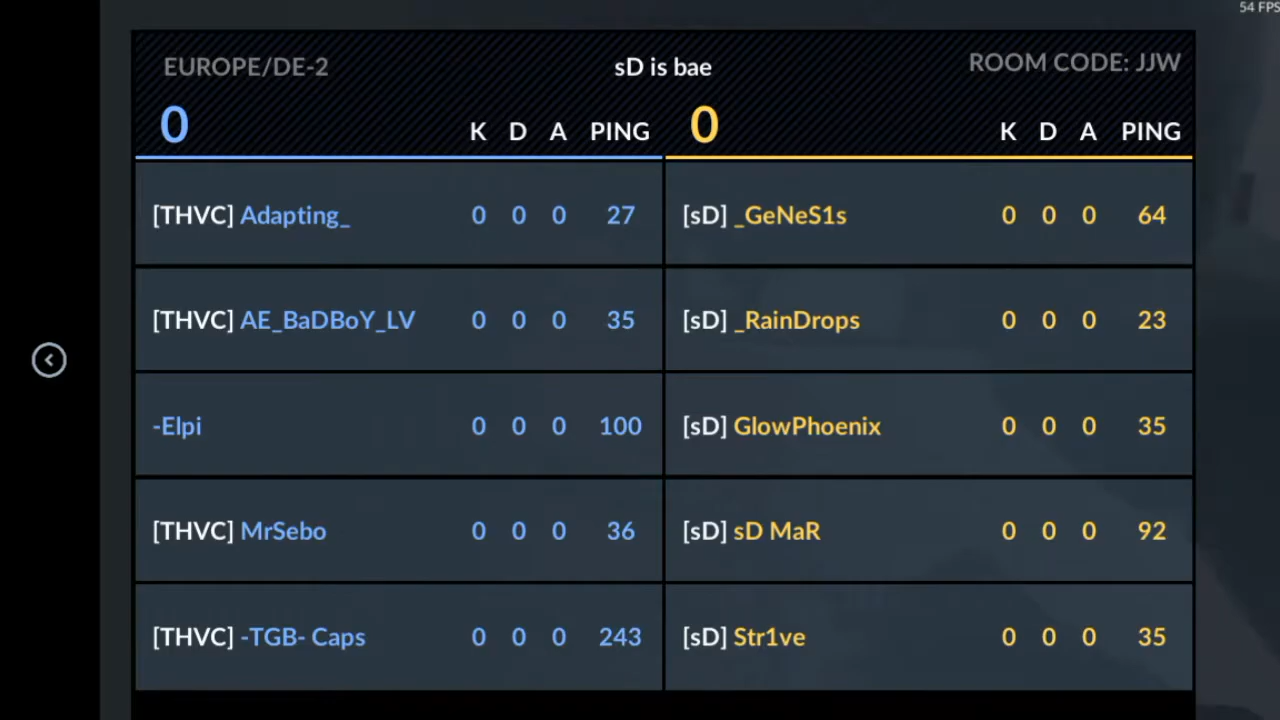 54 FPS
EUROPE/DE-2 sD is bae ROOM CODE: JJW
0 K D A PING 0 K D A PING
[THVC] Adapting_ 0 0 0 27 [sD] _GeNeS1s 0 0 0 64
[THVC] AE_BaDBoY_LV 0 0 0 35 [sD] _RainDrops 0 0 0 23
-Elpi 0 0 0 100 [sD] GlowPhoenix 0 0 0 35
[THVC] MrSebo 0 0 0 36 [sD] sD MaR 0 0 0 92
[THVC] -TGB- Caps 0 0 0 243 [sD] Str1ve 0 0 0 35